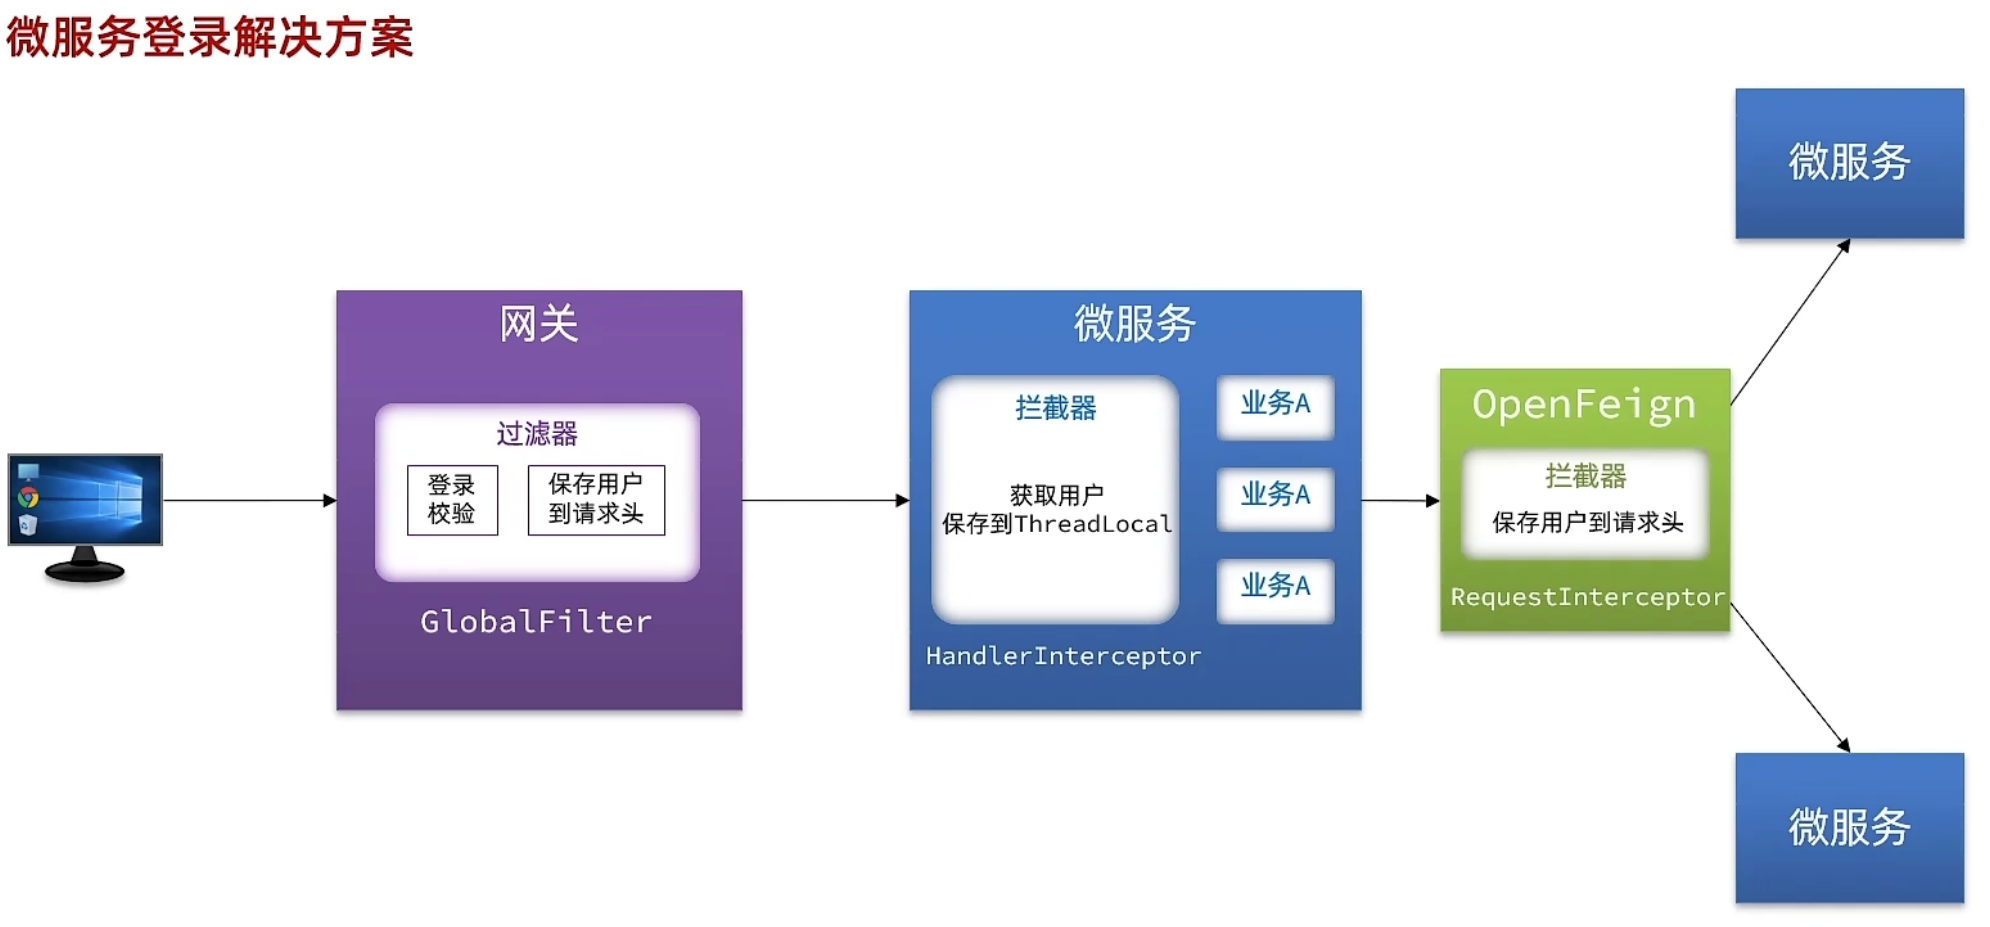 微服务登录解决方案
网关
过滤器
登录
校验
保存用户
到请求头
GlobalFilter
微服务
拦截器
获取用户
保存到ThreadLocal
HandlerInterceptor
业务A
业务A
业务A
OpenFeign
拦截器
保存用户到请求头
RequestInterceptor
微服务
微服务